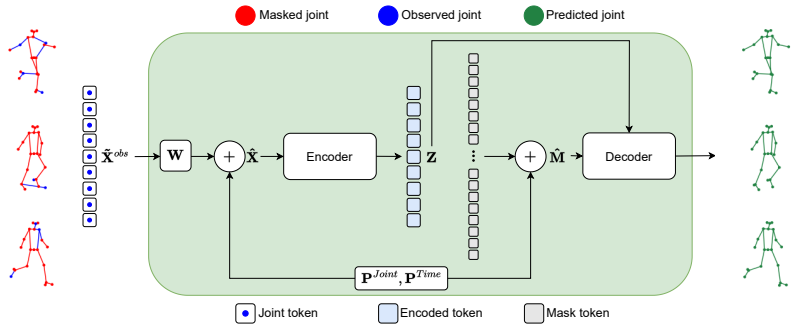 Masked joint
Observed joint
Predicted joint
X̃^obs
W
+
X̂
Encoder
Z
⋮
+
M̂
Decoder
P^Joint, P^Time
Joint token
Encoded token
Mask token